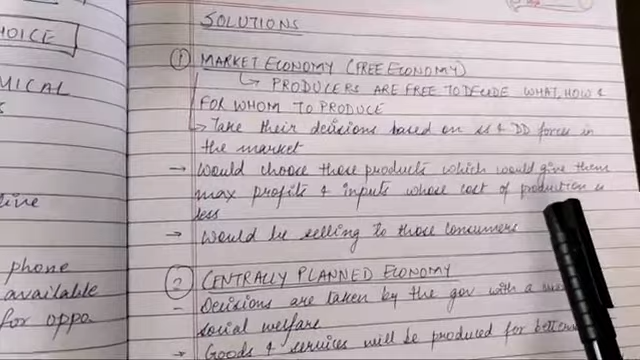 HOICE
MICAL
line
phone
available
for oppo
SOLUTIONS
① MARKET ECONOMY (FREE ECONOMY)
↳ PRODUCERS ARE FREE TO DECIDE WHAT, HOW &
FOR WHOM TO PRODUCE
→ Take their decisions based on SS & DD forces in
the market
→ Would choose those products which would give them
max profits & inputs whose cost of production is
less
→ Would be selling to those consumers
② CENTRALLY PLANNED ECONOMY
- Decisions are taken by the gov with a
social welfare
→ Goods & services will be produced for